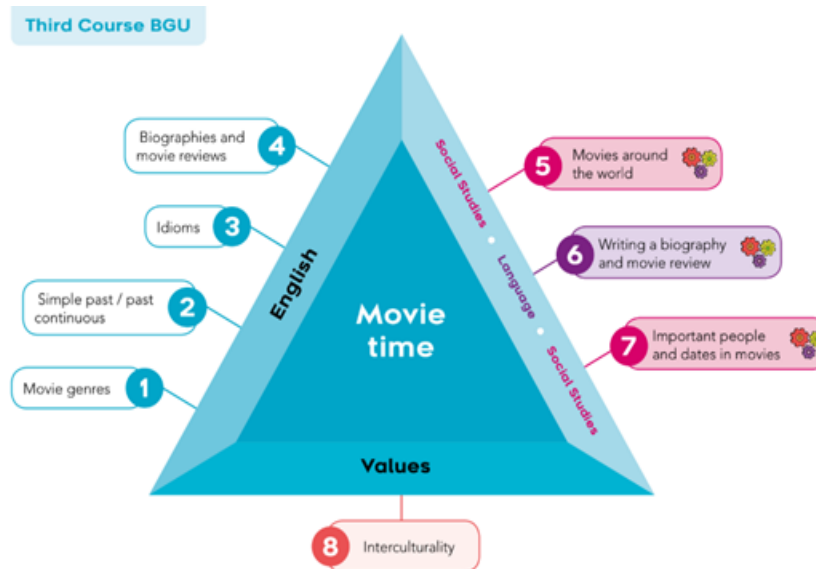 Third Course BGU
4
Biographies and
movie reviews
3
Idioms
2
Simple past / past
continuous
1
Movie genres
English
Movie
time
Social Studies • Language • Social Studies
5
Movies around
the world
6
Writing a biography
and movie review
7
Important people
and dates in movies
Values
8
Interculturality